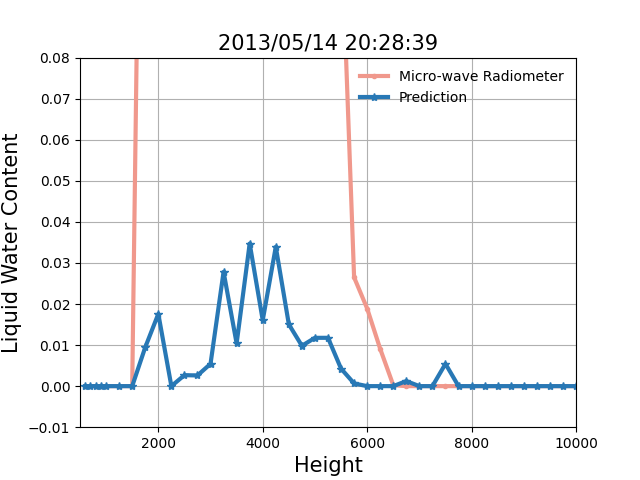 2013/05/14 20:28:39
Micro-wave Radiometer
Prediction
Liquid Water Content
0.08
0.07
0.06
0.05
0.04
0.03
0.02
0.01
0.00
−0.01
2000 4000 6000 8000 10000
Height